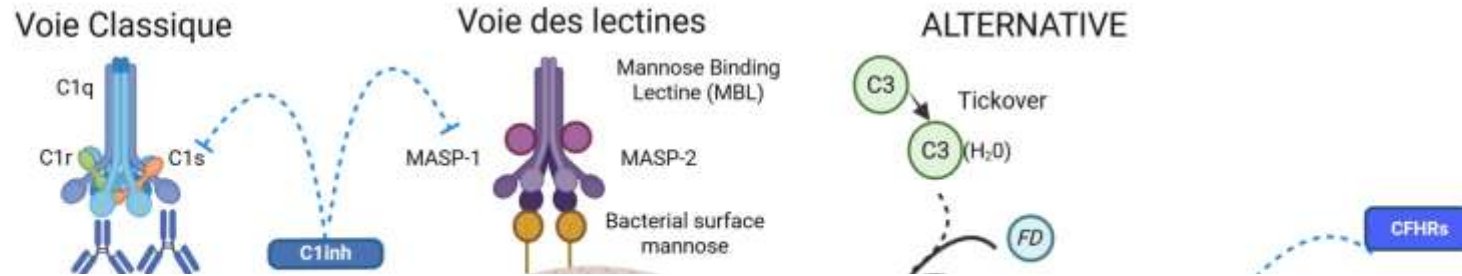 Voie Classique
C1q
C1r
C1s
C1inh
Voie des lectines
Mannose Binding
Lectine (MBL)
MASP-1
MASP-2
Bacterial surface
mannose
ALTERNATIVE
C3
Tickover
C3
(H₂0)
FD
CFHRs